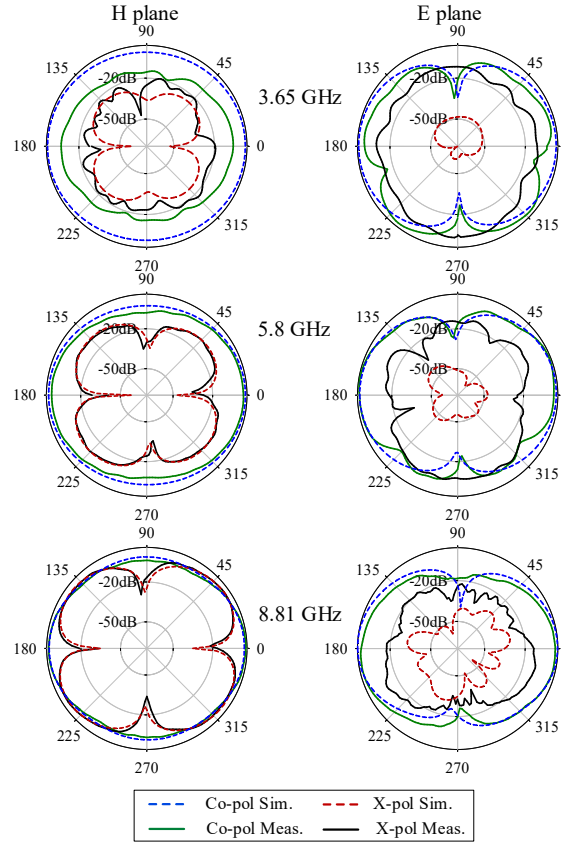 H plane E plane
90 90
135 45 135 45
-20dB -20dB
3.65 GHz
-50dB -50dB
180 0 180 0
225 315 225 315
270 270
90 90
135 45 135 45
-20dB 5.8 GHz -20dB
-50dB -50dB
180 0 180 0
225 315 225 315
270 270
90 90
135 45 135 45
-20dB -20dB
8.81 GHz
-50dB -50dB
180 0 180 0
225 315 225 315
270 270
Co-pol Sim. X-pol Sim.
Co-pol Meas. X-pol Meas.